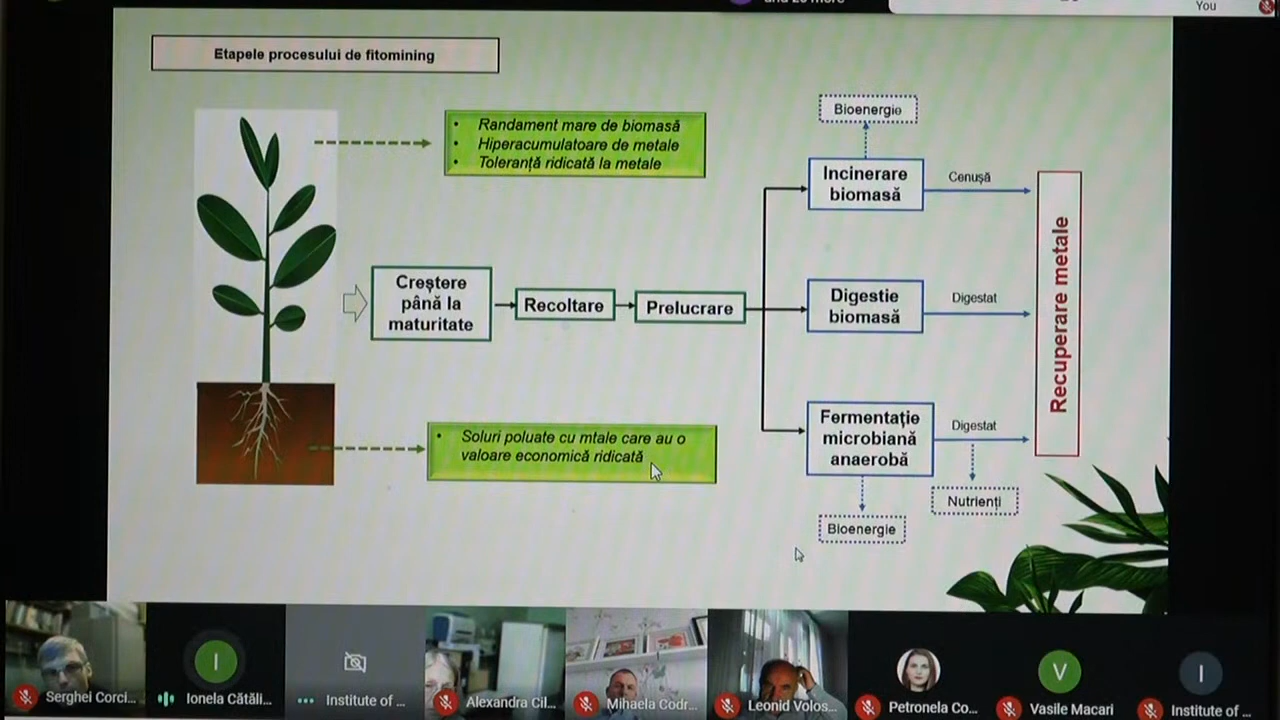 You
Etapele procesului de fitomining
• Randament mare de biomasă
• Hiperacumulatoare de metale
• Toleranță ridicată la metale
Creștere
până la
maturitate
Recoltare
Prelucrare
• Soluri poluate cu mtale care au o
valoare economică ridicată
Bioenergie
Incinerare
biomasă
Cenușă
Digestie
biomasă
Digestat
Fermentație
microbiană
anaerobă
Digestat
Nutrienți
Bioenergie
Recuperare metale
Serghei Corci...
I
Ionela Cătăli...
Institute of ...
Alexandra Cil...
Mihaela Codr...
Leonid Volos...
Petronela Co...
V
Vasile Macari
I
Institute of ...